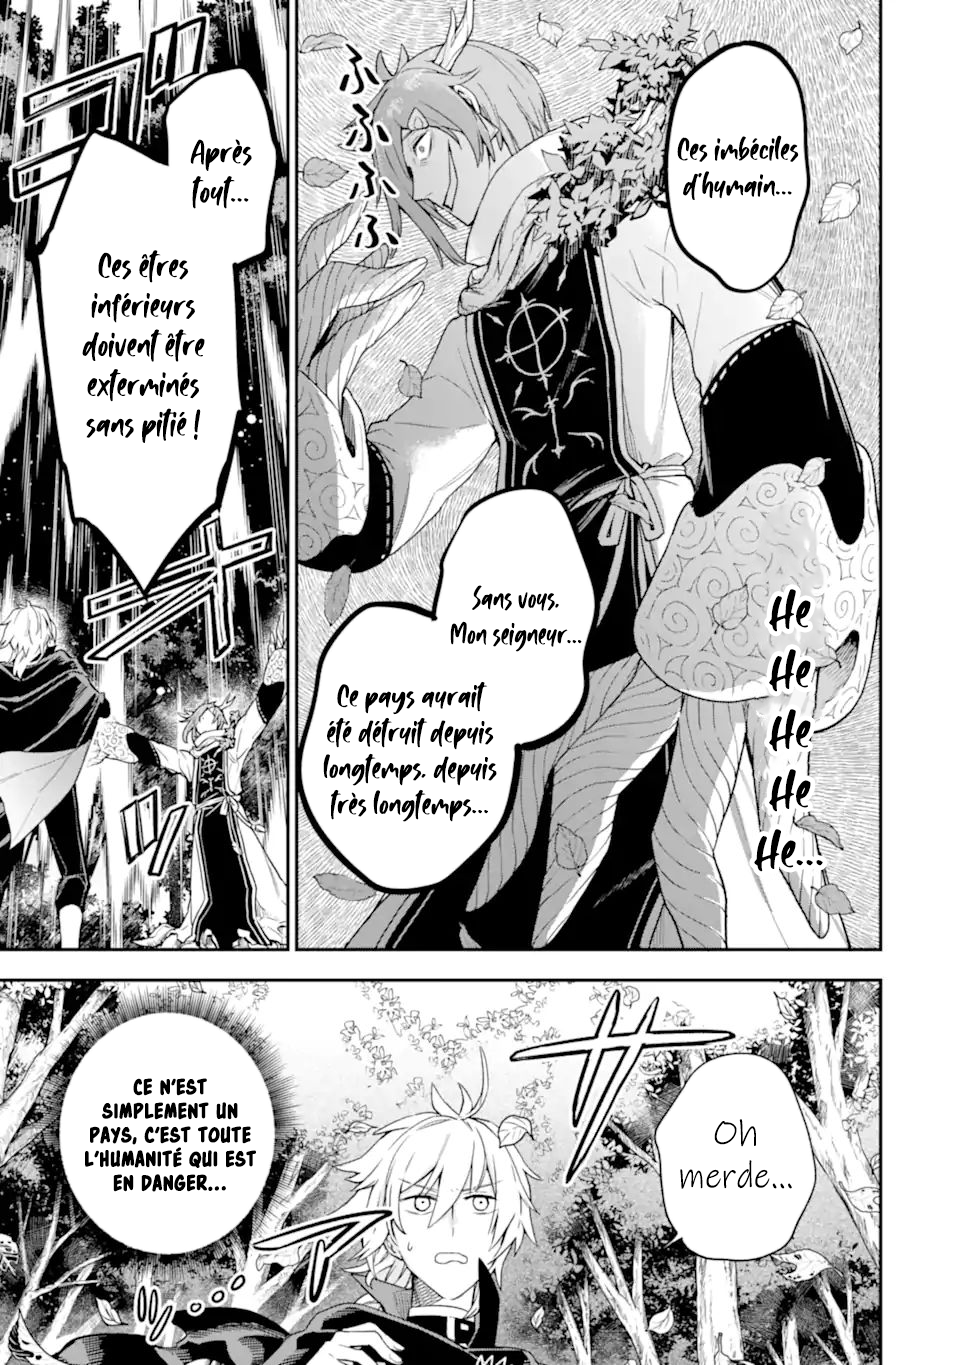 Ces imbéciles
d'humain...
ふふふふ
He
He
He
He
He...
Sans vous,
Mon seigneur...
Ce pays aurait
été détruit depuis
longtemps, depuis
très longtemps...
Après
tout...
Ces êtres
inférieurs
doivent être
exterminés
sans pitié !
Oh
merde...
CE N'EST
SIMPLEMENT UN
PAYS, C'EST TOUTE
L'HUMANITÉ QUI EST
EN DANGER...